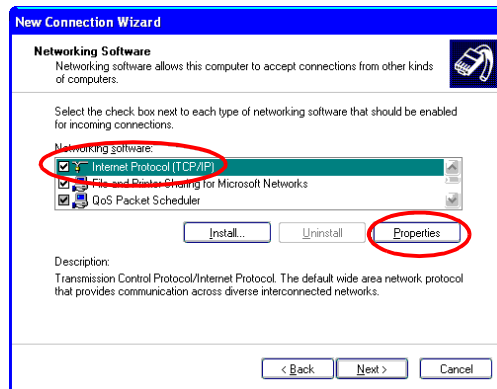 New Connection Wizard
Networking Software
Networking software allows this computer to accept connections from other kinds
of computers.
Select the check box next to each type of networking software that should be enabled
for incoming connections.
Networking software:
Internet Protocol (TCP/IP)
File and Printer Sharing for Microsoft Networks
QoS Packet Scheduler
Install... Uninstall Properties
Description:
Transmission Control Protocol/Internet Protocol. The default wide area network protocol
that provides communication across diverse interconnected networks.
< Back Next > Cancel